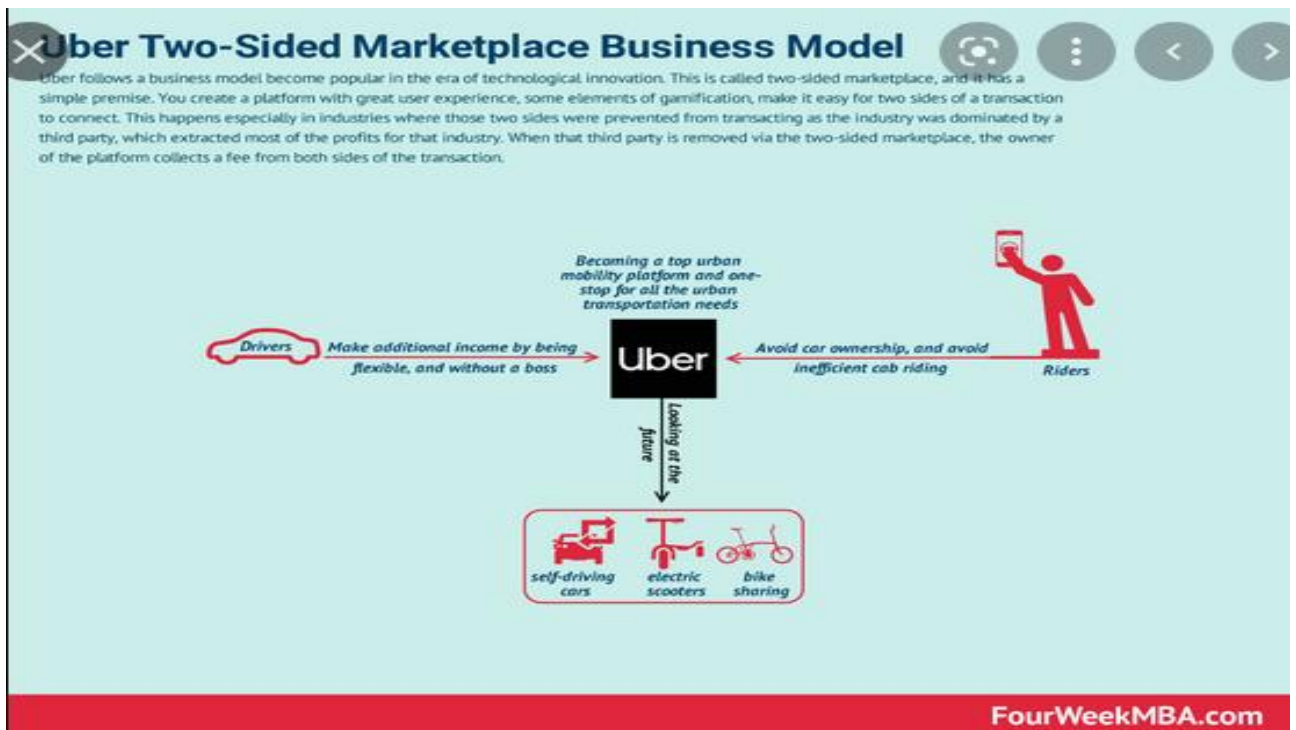 Uber Two-Sided Marketplace Business Model
Uber follows a business model become popular in the era of technological innovation. This is called two-sided marketplace, and it has a
simple premise. You create a platform with great user experience, some elements of gamification, make it easy for two sides of a transaction
to connect. This happens especially in industries where those two sides were prevented from transacting as the industry was dominated by a
third party, which extracted most of the profits for that industry. When that third party is removed via the two-sided marketplace, the owner
of the platform collects a fee from both sides of the transaction.
Becoming a top urban
mobility platform and one-
stop for all the urban
transportation needs
Drivers
Make additional income by being
flexible, and without a boss
Uber
Avoid car ownership, and avoid
inefficient cab riding
Riders
Looking at the
future
self-driving
cars
electric
scooters
bike
sharing
FourWeekMBA.com